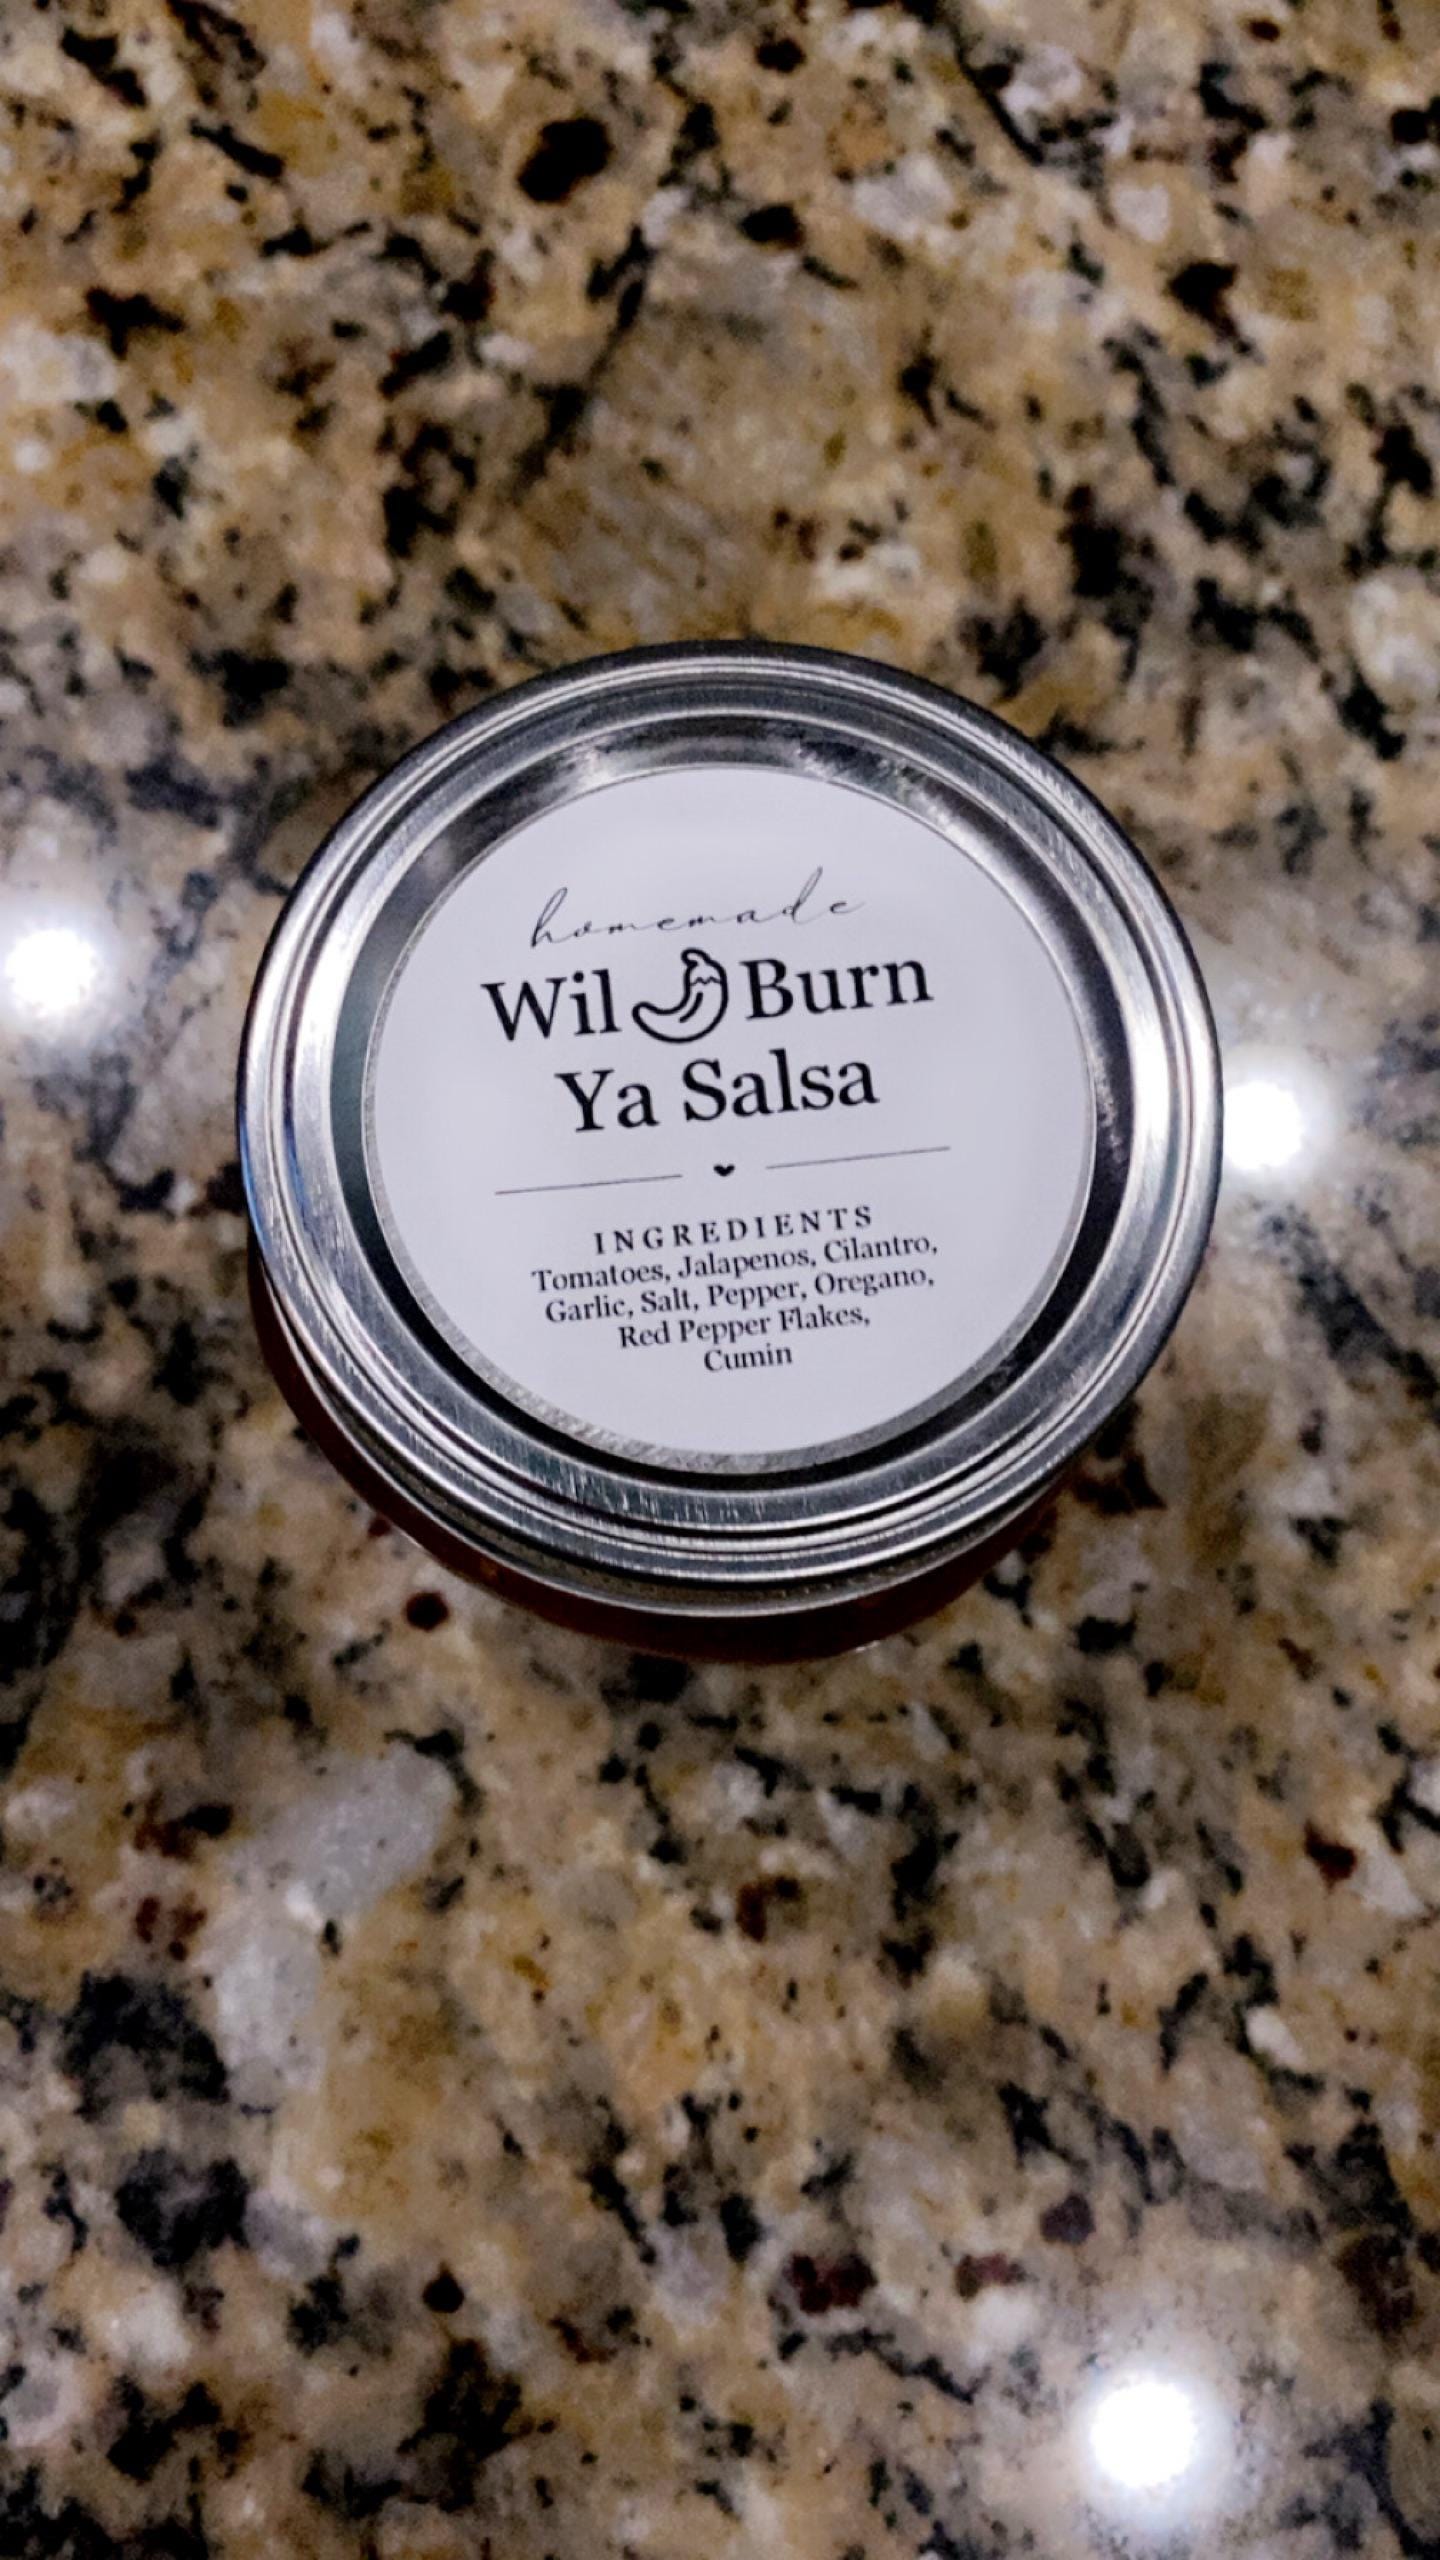 homemade
Wil Burn
Ya Salsa
INGREDIENTS
Tomatoes, Jalapenos, Cilantro,
Garlic, Salt, Pepper, Oregano,
Red Pepper Flakes,
Cumin